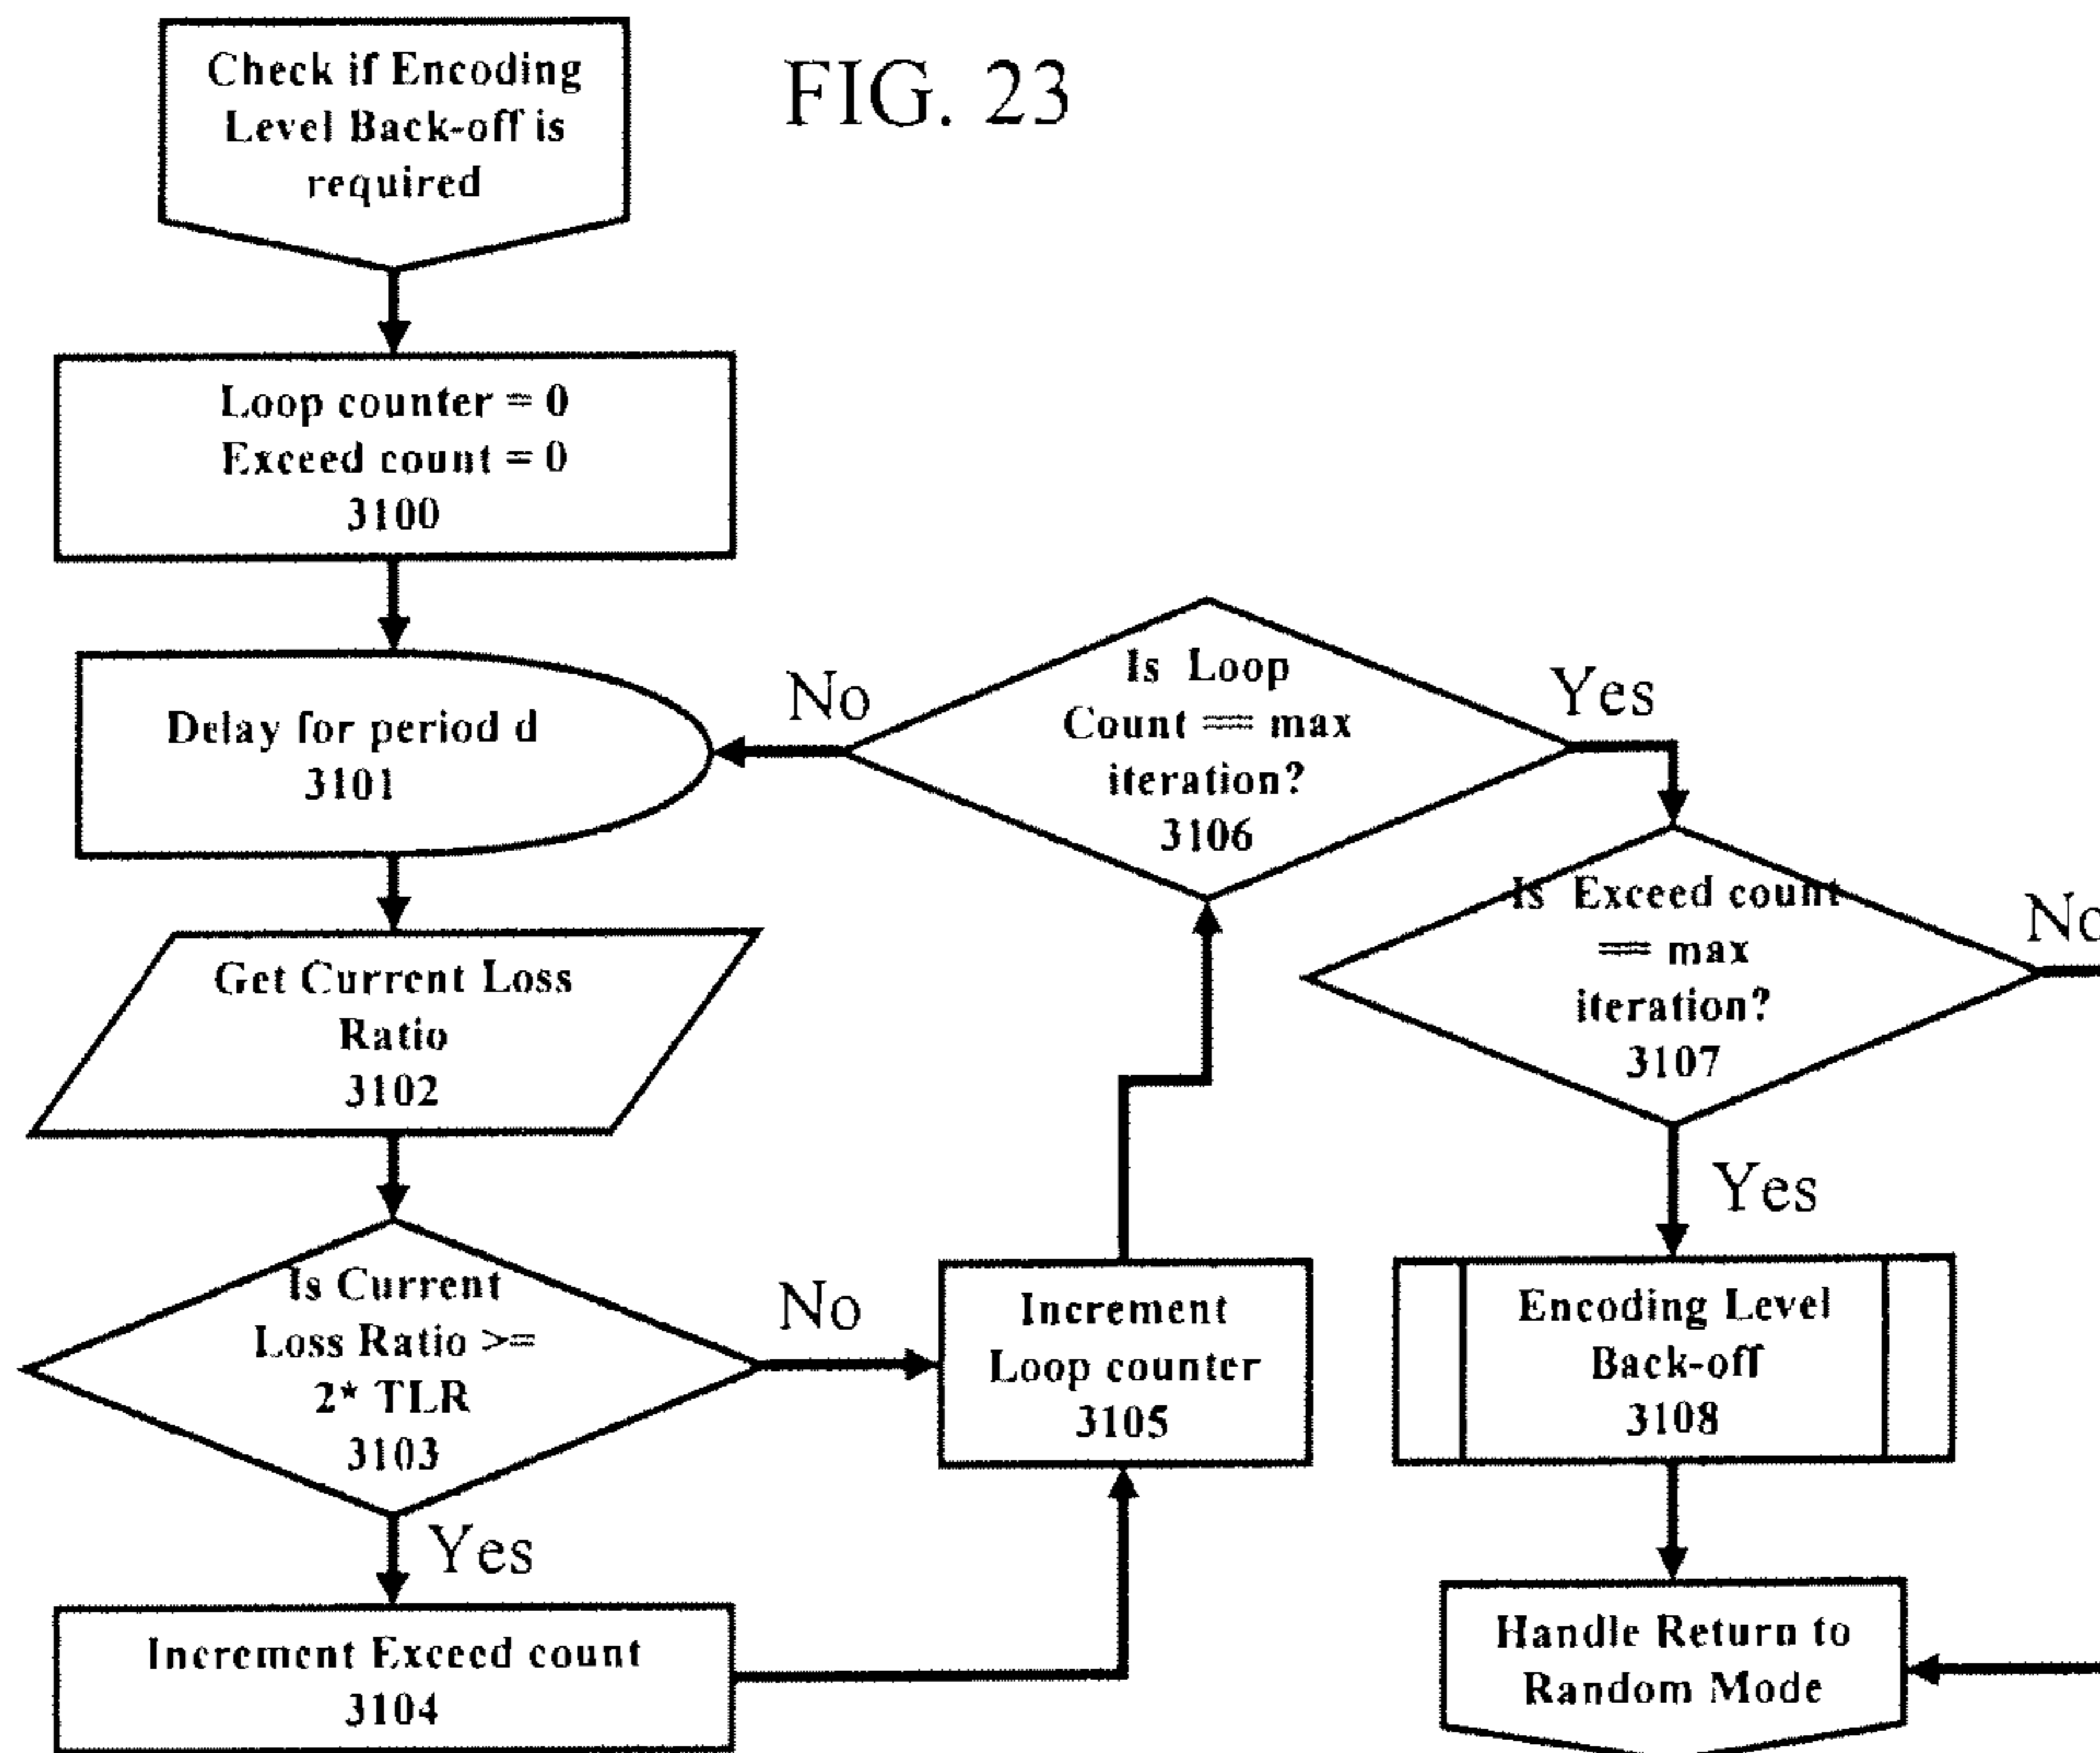 Check if Encoding
Level Back-off is
required
FIG. 23
Loop counter = 0
Exceed count = 0
3100
Delay for period d
3101
No
Is Loop
Count == max
iteration?
3106
Yes
Get Current Loss
Ratio
3102
Is Exceed count
== max
iteration?
3107
No
Yes
Is Current
Loss Ratio >=
2* TLR
3103
No
Yes
Increment
Loop counter
3105
Encoding Level
Back-off
3108
Increment Exceed count
3104
Handle Return to
Random Mode